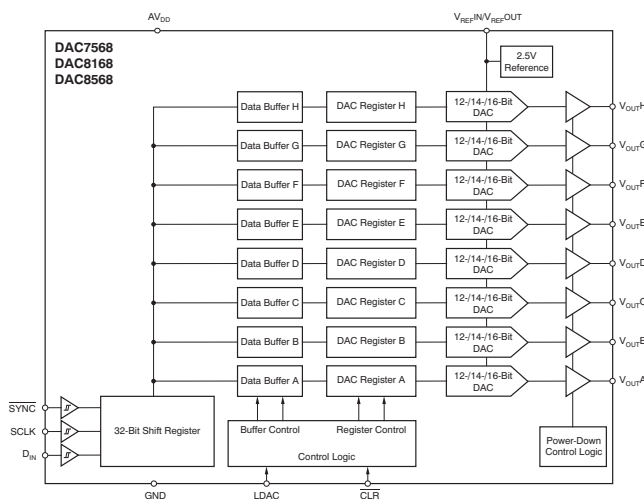 AVDD
VREFIN/VREFOUT
DAC7568
DAC8168
DAC8568
2.5V
Reference
Data Buffer H
DAC Register H
12-/14-/16-Bit
DAC
VOUTH
Data Buffer G
DAC Register G
12-/14-/16-Bit
DAC
VOUTG
Data Buffer F
DAC Register F
12-/14-/16-Bit
DAC
VOUTF
Data Buffer E
DAC Register E
12-/14-/16-Bit
DAC
VOUTE
Data Buffer D
DAC Register D
12-/14-/16-Bit
DAC
VOUTD
Data Buffer C
DAC Register C
12-/14-/16-Bit
DAC
VOUTC
Data Buffer B
DAC Register B
12-/14-/16-Bit
DAC
VOUTB
Data Buffer A
DAC Register A
12-/14-/16-Bit
DAC
VOUTA
SYNC
SCLK
DIN
32-Bit Shift Register
Buffer Control
Register Control
Control Logic
Power-Down
Control Logic
GND
LDAC
CLR